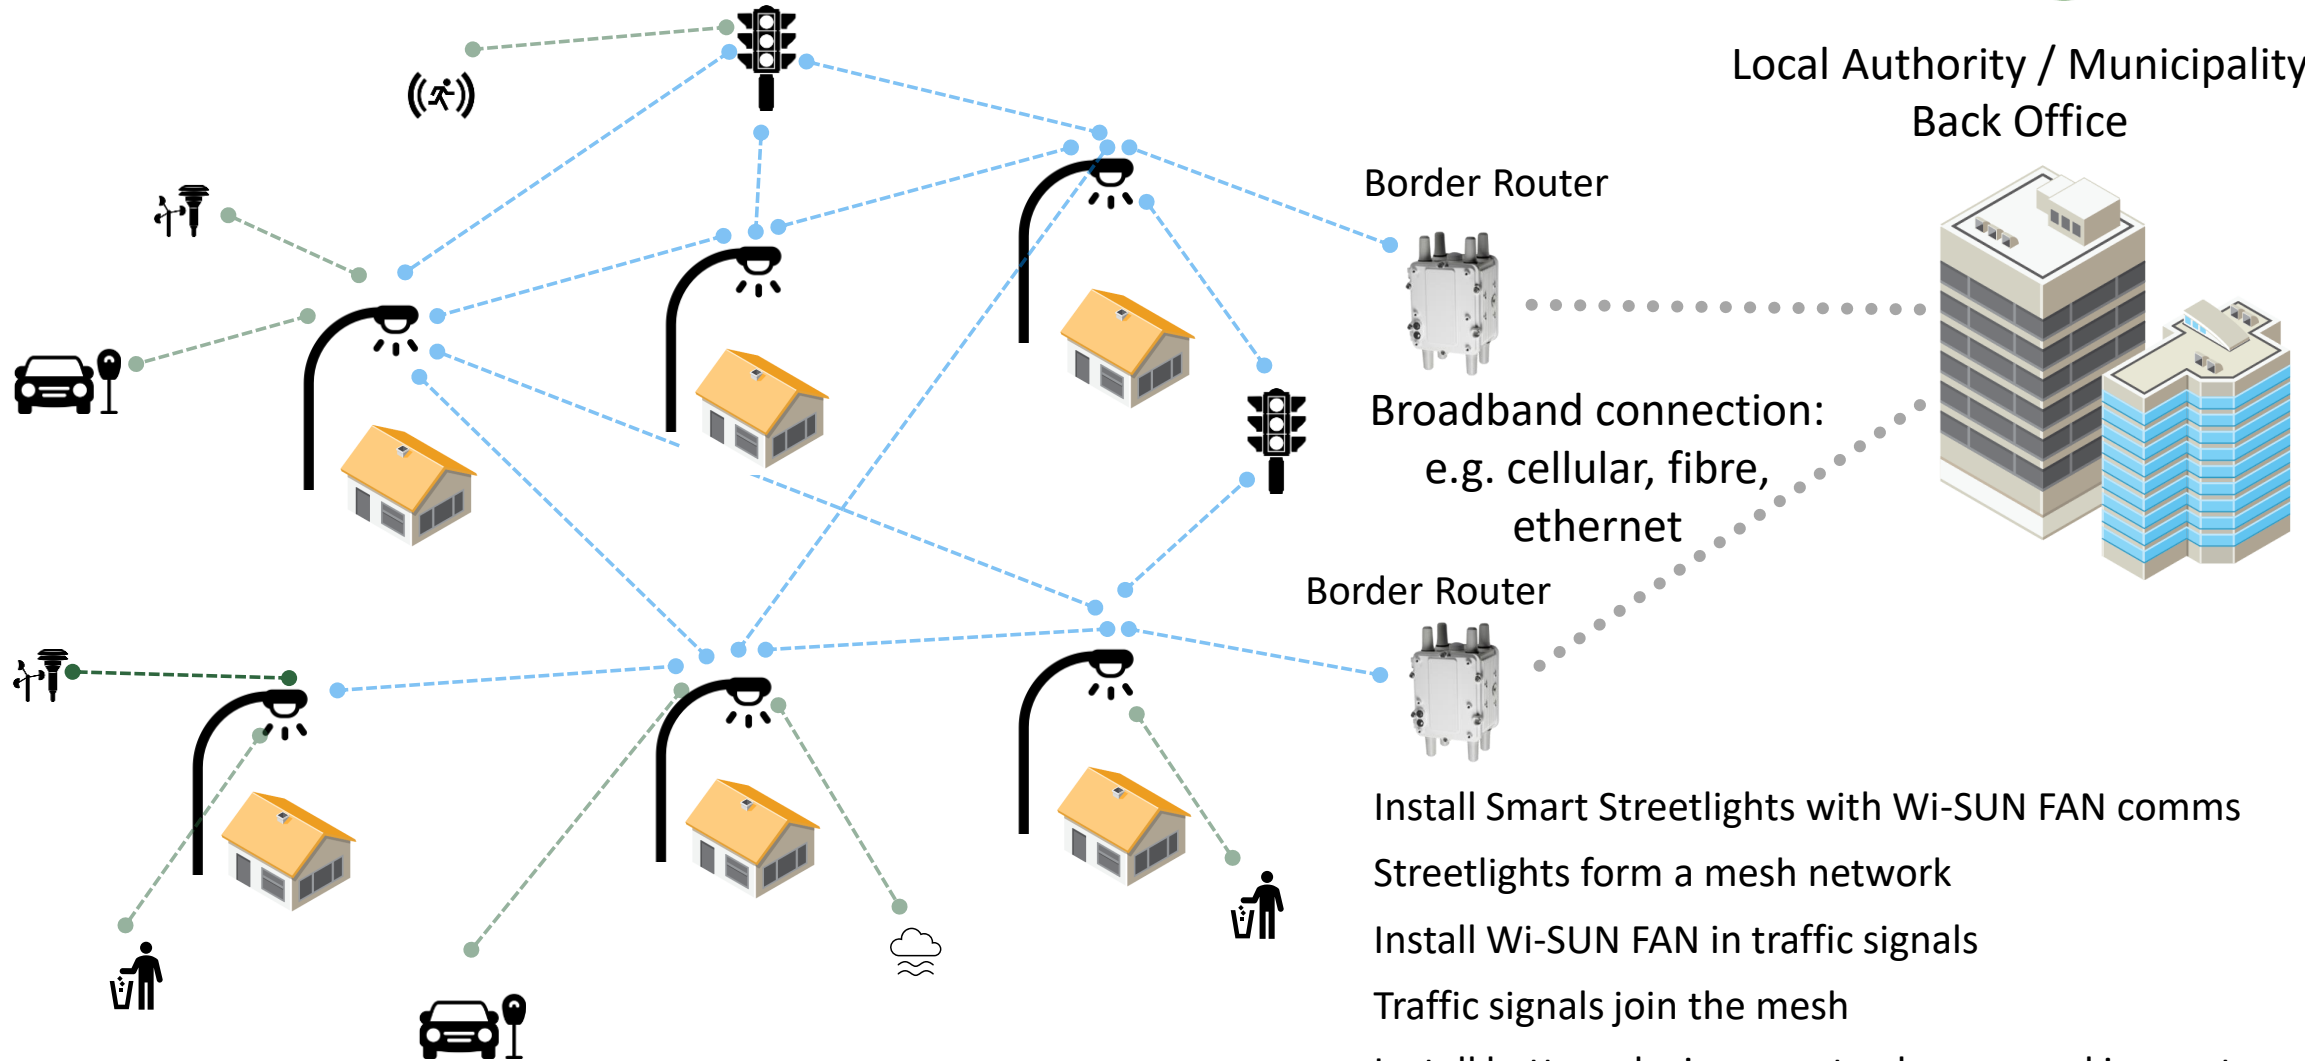 Local Authority / Municipality
Back Office
Border Router
Broadband connection:
e.g. cellular, fibre,
ethernet
Border Router
Install Smart Streetlights with Wi-SUN FAN comms
Streetlights form a mesh network
Install Wi-SUN FAN in traffic signals
Traffic signals join the mesh